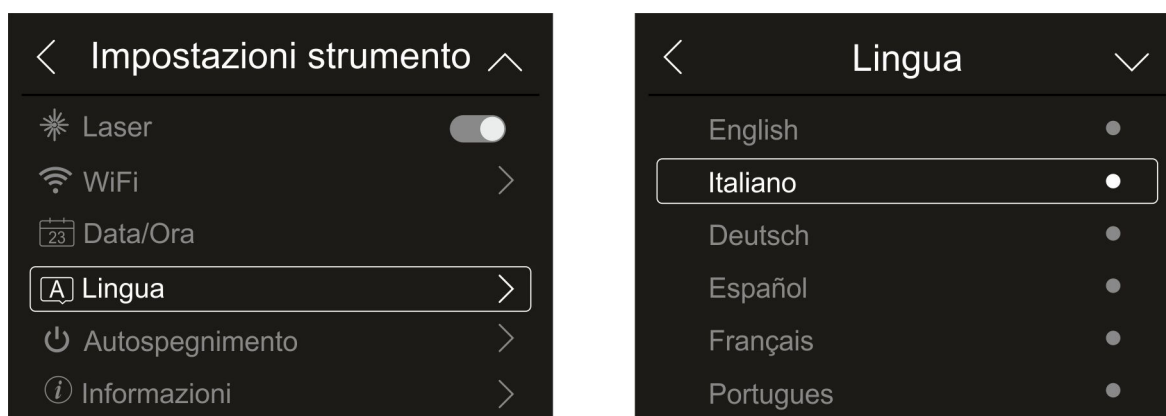 Impostazioni strumento
Laser
WiFi
23 Data/Ora
A Lingua
Autospegnimento
i Informazioni
Lingua
English
Italiano
Deutsch
Español
Français
Portugues